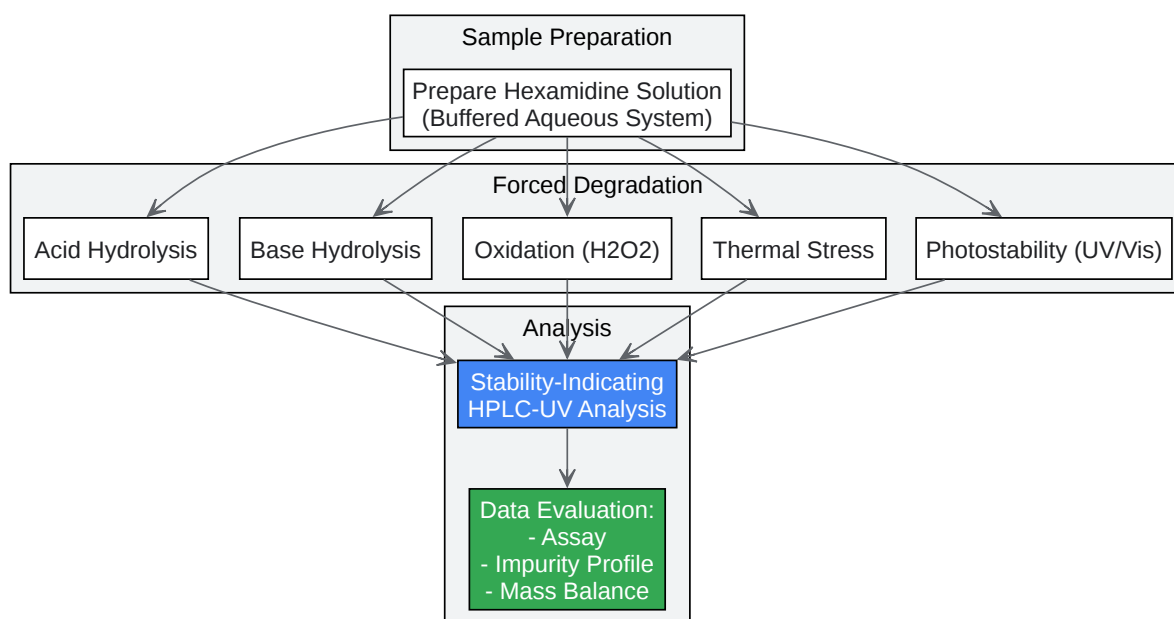 Sample Preparation
Prepare Hexamidine Solution
(Buffered Aqueous System)
Forced Degradation
Acid Hydrolysis
Base Hydrolysis
Oxidation (H2O2)
Thermal Stress
Photostability (UV/Vis)
Analysis
Stability-Indicating
HPLC-UV Analysis
Data Evaluation:
- Assay
- Impurity Profile
- Mass Balance